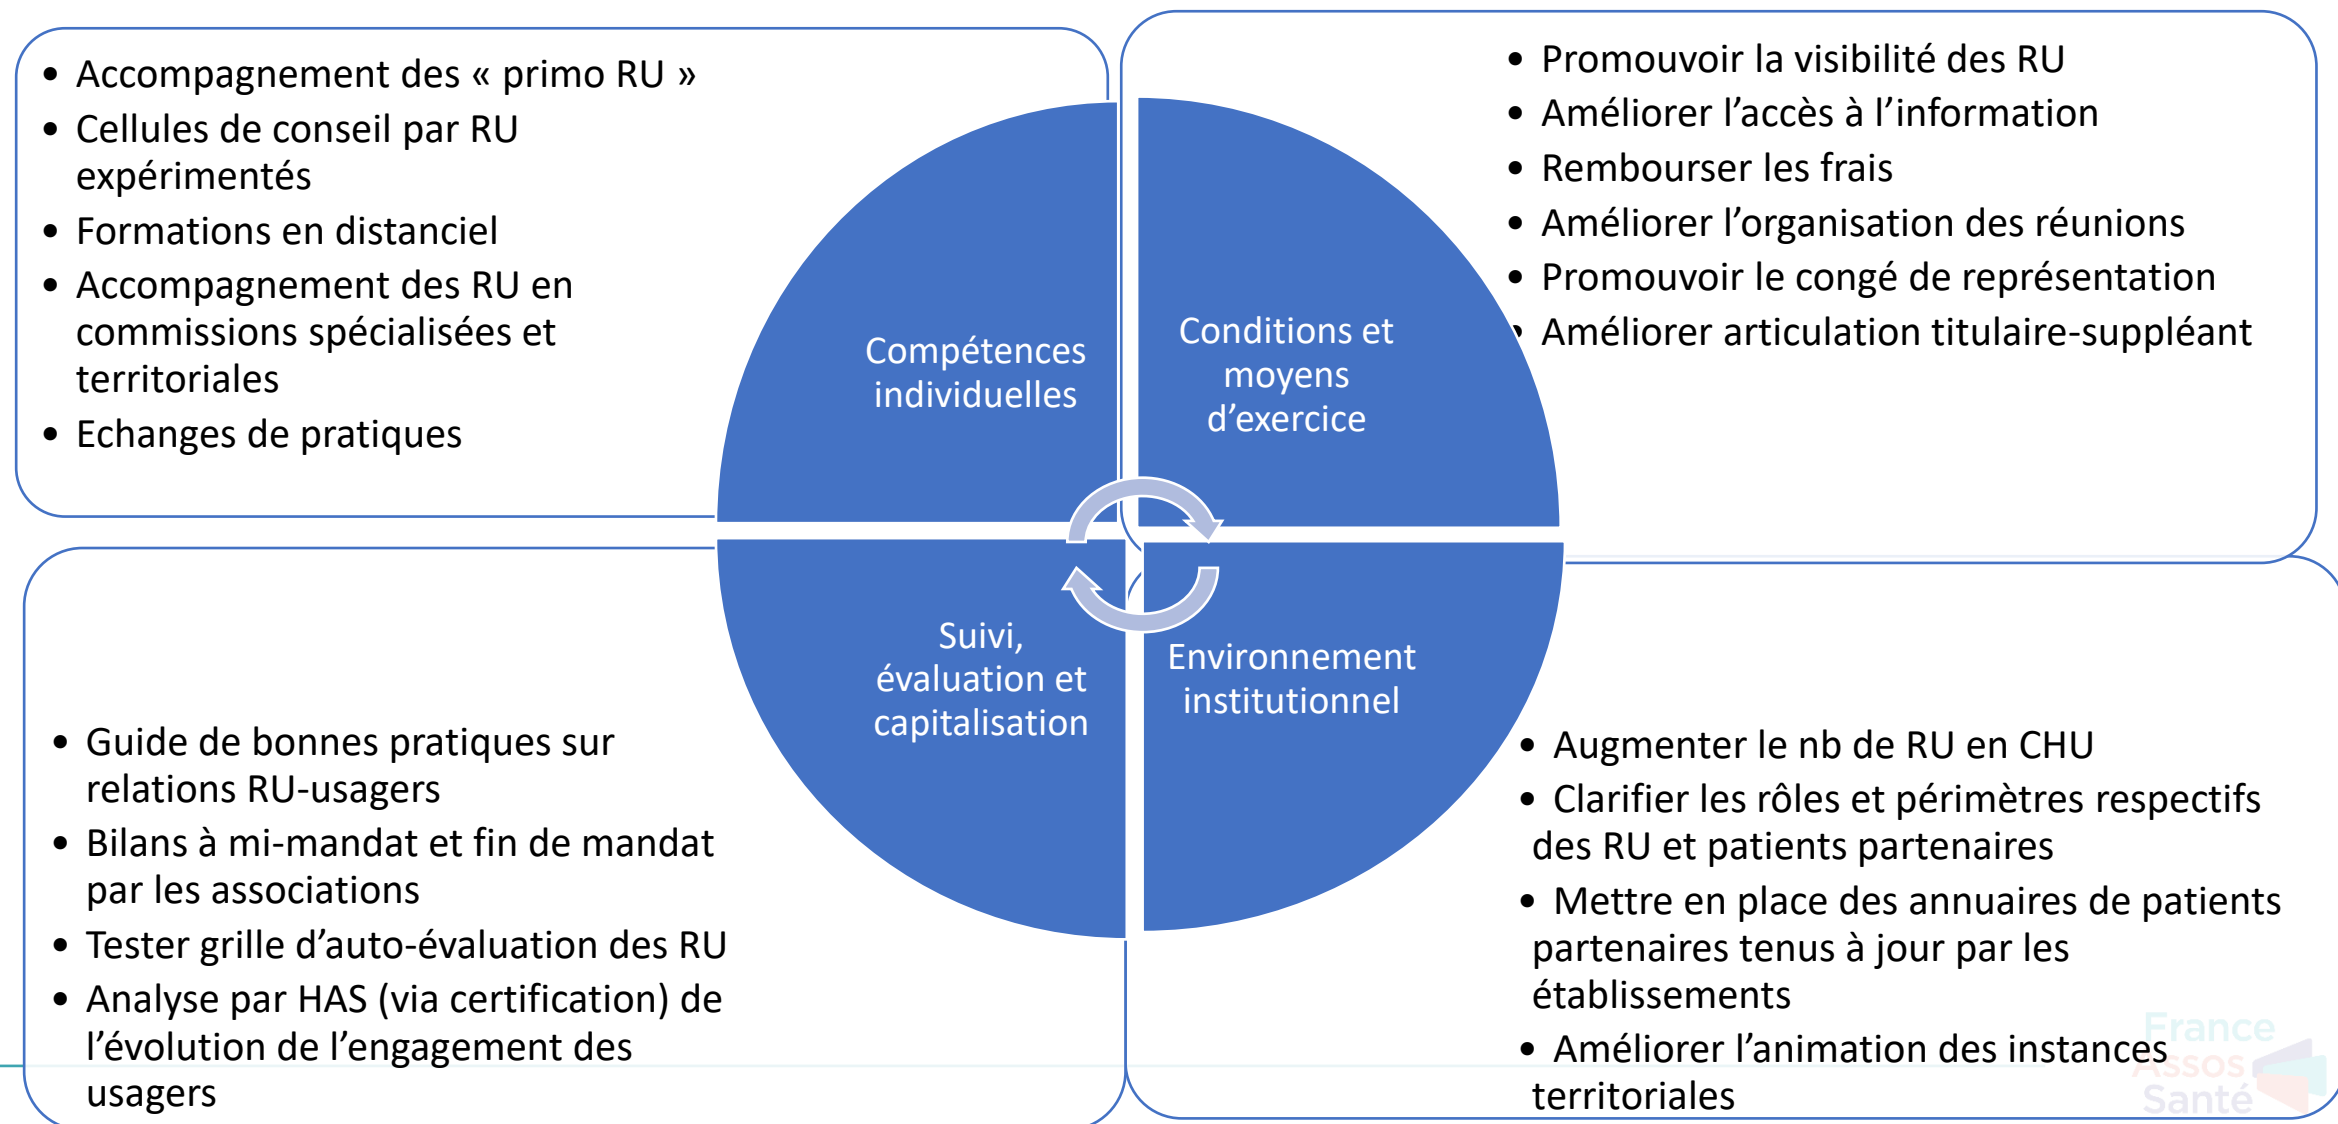 • Accompagnement des « primo RU »
• Cellules de conseil par RU
expérimentés
• Formations en distanciel
• Accompagnement des RU en
commissions spécialisées et
territoriales
• Echanges de pratiques
• Promouvoir la visibilité des RU
• Améliorer l’accès à l’information
• Rembourser les frais
• Améliorer l’organisation des réunions
• Promouvoir le congé de représentation
• Améliorer articulation titulaire-suppléant
Compétences
individuelles
Conditions et
moyens
d’exercice
Suivi,
évaluation et
capitalisation
Environnement
institutionnel
• Guide de bonnes pratiques sur
relations RU-usagers
• Bilans à mi-mandat et fin de mandat
par les associations
• Tester grille d’auto-évaluation des RU
• Analyse par HAS (via certification) de
l’évolution de l’engagement des
usagers
• Augmenter le nb de RU en CHU
• Clarifier les rôles et périmètres respectifs
des RU et patients partenaires
• Mettre en place des annuaires de patients
partenaires tenus à jour par les
établissements
• Améliorer l’animation des instances
territoriales
France
Assos
Santé